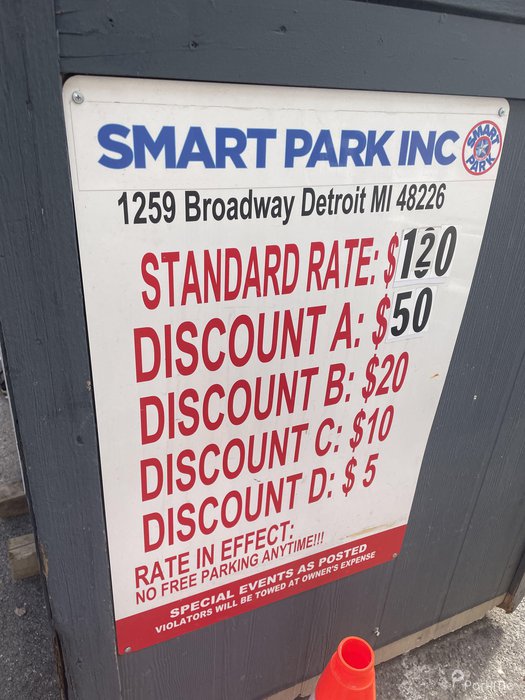 SMART PARK INC
SMART PARK
1259 Broadway Detroit MI 48226
STANDARD RATE: $120
DISCOUNT A: $50
DISCOUNT B: $20
DISCOUNT C: $10
DISCOUNT D: $ 5
RATE IN EFFECT:
NO FREE PARKING ANYTIME!!!
SPECIAL EVENTS AS POSTED
VIOLATORS WILL BE TOWED AT OWNER'S EXPENSE